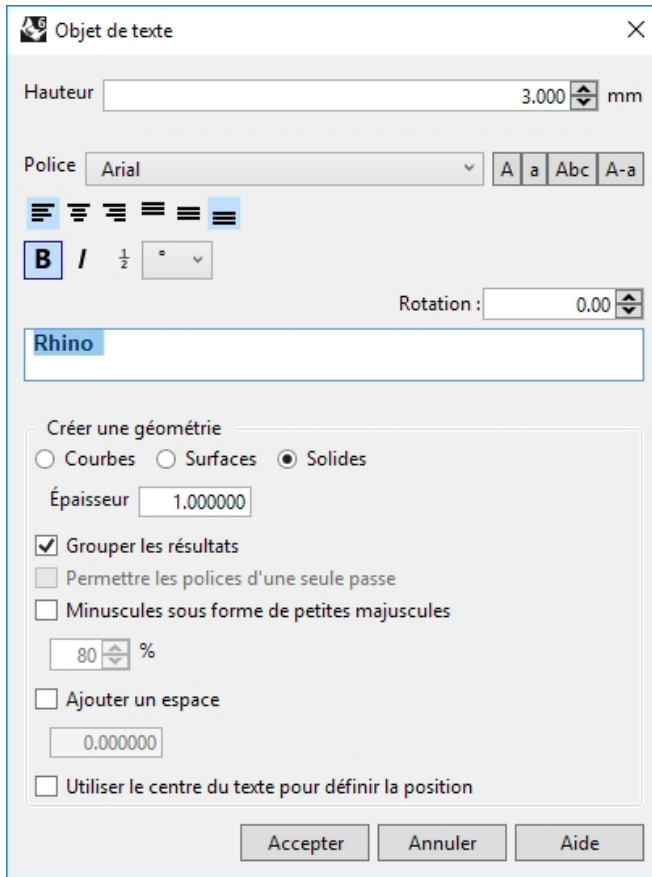 Objet de texte
Hauteur 3.000 mm
Police Arial A a Abc A-a
B I 1/2 °
Rotation : 0.00
Rhino
Créer une géométrie
Courbes Surfaces Solides
Épaisseur 1.000000
Grouper les résultats
Permettre les polices d'une seule passe
Minuscules sous forme de petites majuscules
80 %
Ajouter un espace
0.000000
Utiliser le centre du texte pour définir la position
Accepter Annuler Aide